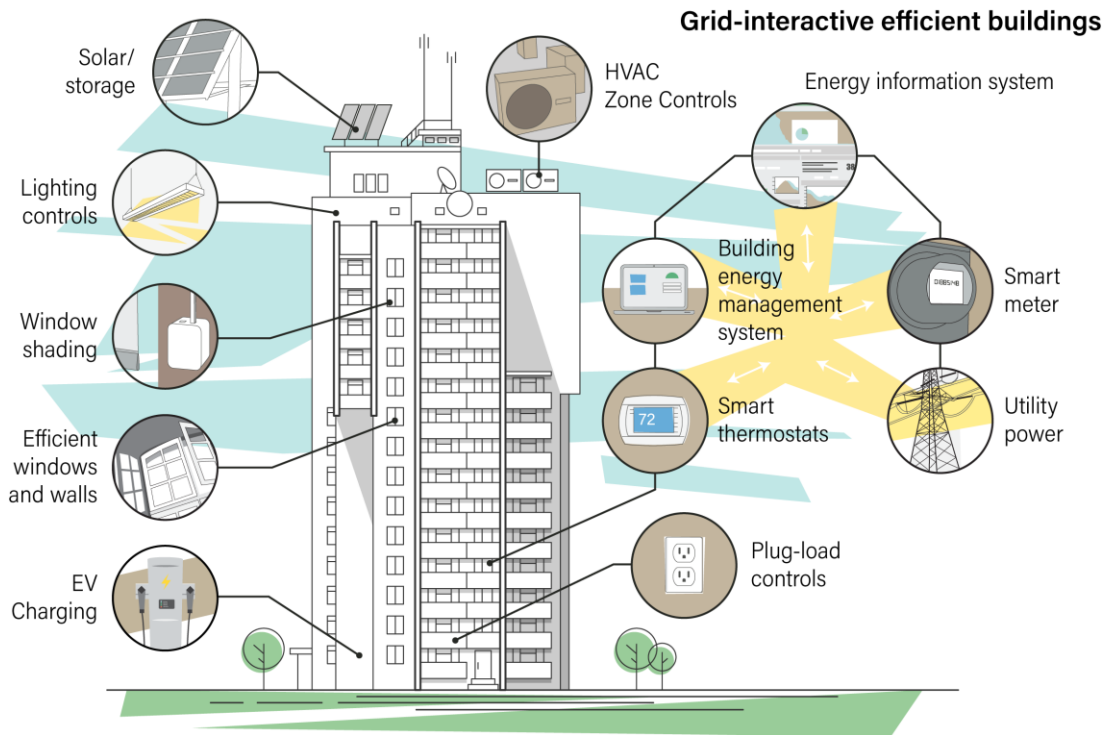 Grid-interactive efficient buildings
Solar/
storage
HVAC
Zone Controls
Energy information system
38
Lighting
controls
Building
energy
management
system
Smart
meter
Window
shading
72
Smart
thermostats
Utility
power
Efficient
windows
and walls
Plug-load
controls
EV
Charging